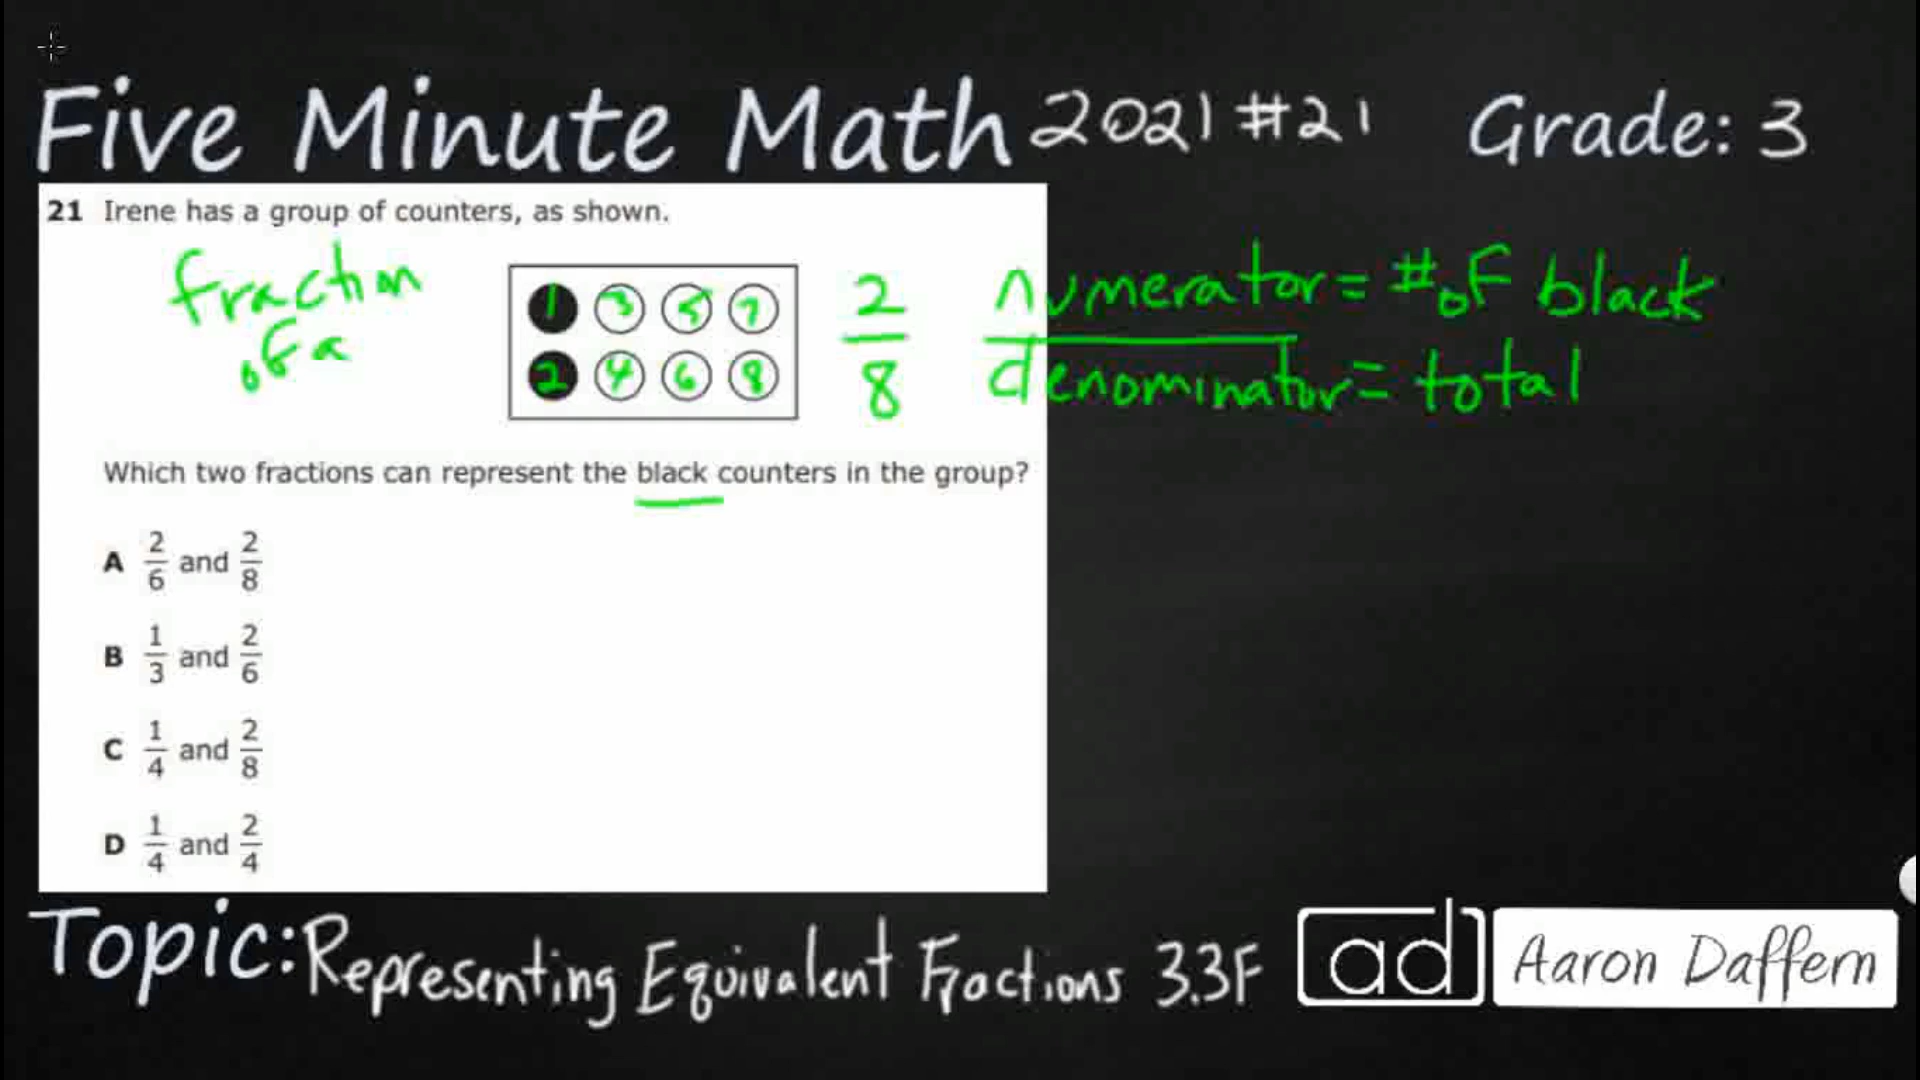 Five Minute Math 2021 #21 Grade: 3
21 Irene has a group of counters, as shown.
fraction
of a
1 3 5 7
2 4 6 8
2/8
numerator = # of black
denominator = total
Which two fractions can represent the black counters in the group?
A 2/6 and 2/8
B 1/3 and 2/6
C 1/4 and 2/8
D 1/4 and 2/4
Topic: Representing Equivalent Fractions 3.3F
ad Aaron Daffern